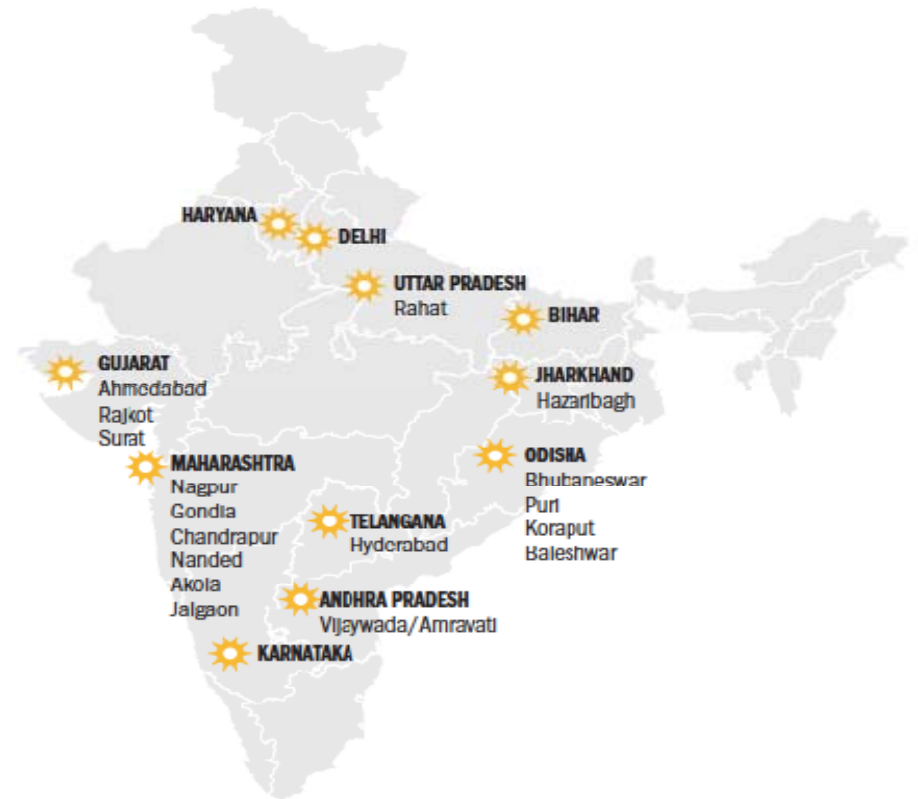 HARYANA
DELHI
UTTAR PRADESH
Rahat
BIHAR
GUJARAT
Ahmedabad
Rajkot
Surat
JHARKHAND
Hazaribagh
MAHARASHTRA
Nagpur
Gondia
Chandrapur
Nanded
Akola
Jalgaon
ODISHA
Bhubaneswar
Puri
Koraput
Baleshwar
TELANGANA
Hyderabad
ANDHRA PRADESH
Vijaywada/Amravati
KARNATAKA